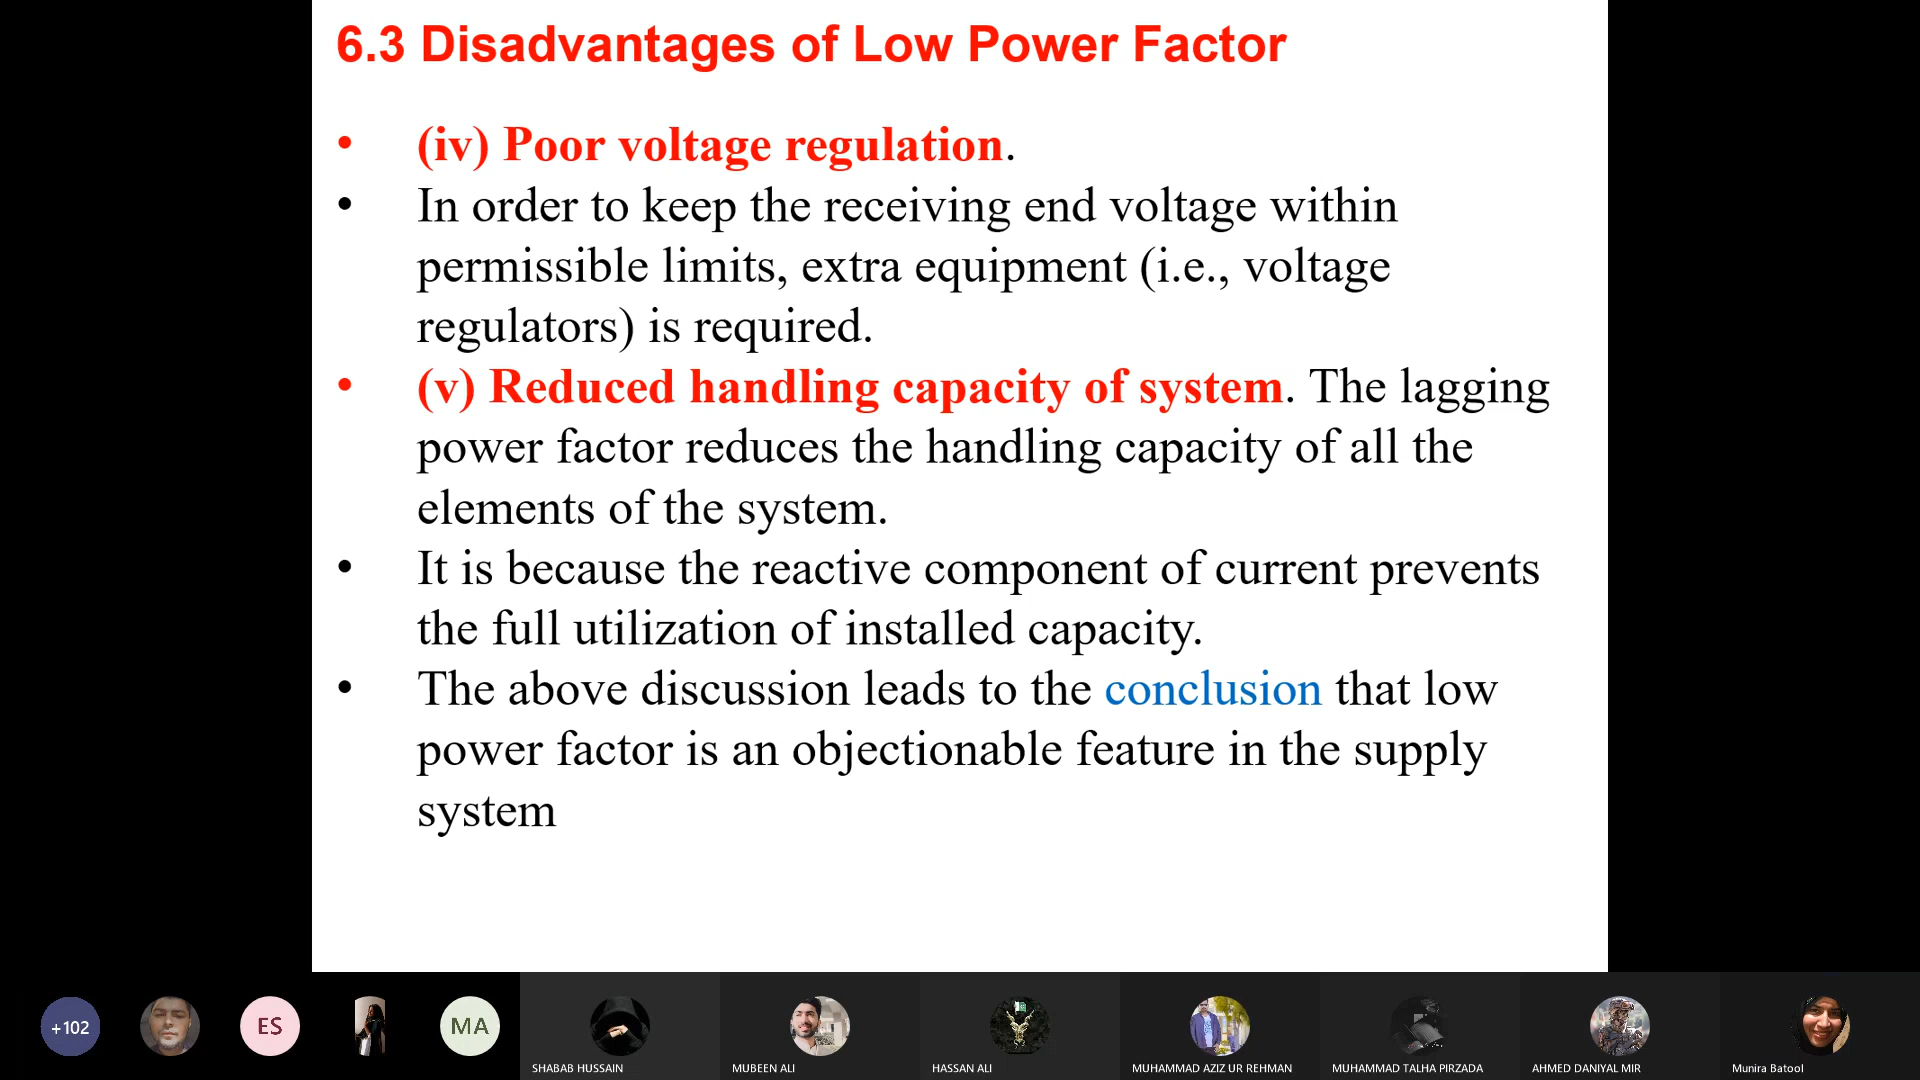 6.3 Disadvantages of Low Power Factor
• (iv) Poor voltage regulation.
• In order to keep the receiving end voltage within
permissible limits, extra equipment (i.e., voltage
regulators) is required.
• (v) Reduced handling capacity of system. The lagging
power factor reduces the handling capacity of all the
elements of the system.
• It is because the reactive component of current prevents
the full utilization of installed capacity.
• The above discussion leads to the conclusion that low
power factor is an objectionable feature in the supply
system
+102
ES
MA
SHABAB HUSSAIN
MUBEEN ALI
HASSAN ALI
MUHAMMAD AZIZ UR REHMAN
MUHAMMAD TALHA PIRZADA
AHMED DANIYAL MIR
Munira Batool